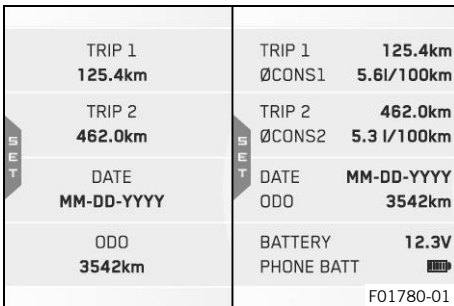 TRIP 1
125.4km
TRIP 2
462.0km
DATE
MM-DD-YYYY
ODO
3542km
SET
TRIP 1 125.4km
ØCONS1 5.6l/100km
TRIP 2 462.0km
ØCONS2 5.3 l/100km
DATE MM-DD-YYYY
ODO 3542km
BATTERY 12.3V
PHONE BATT
SET
F01780-01